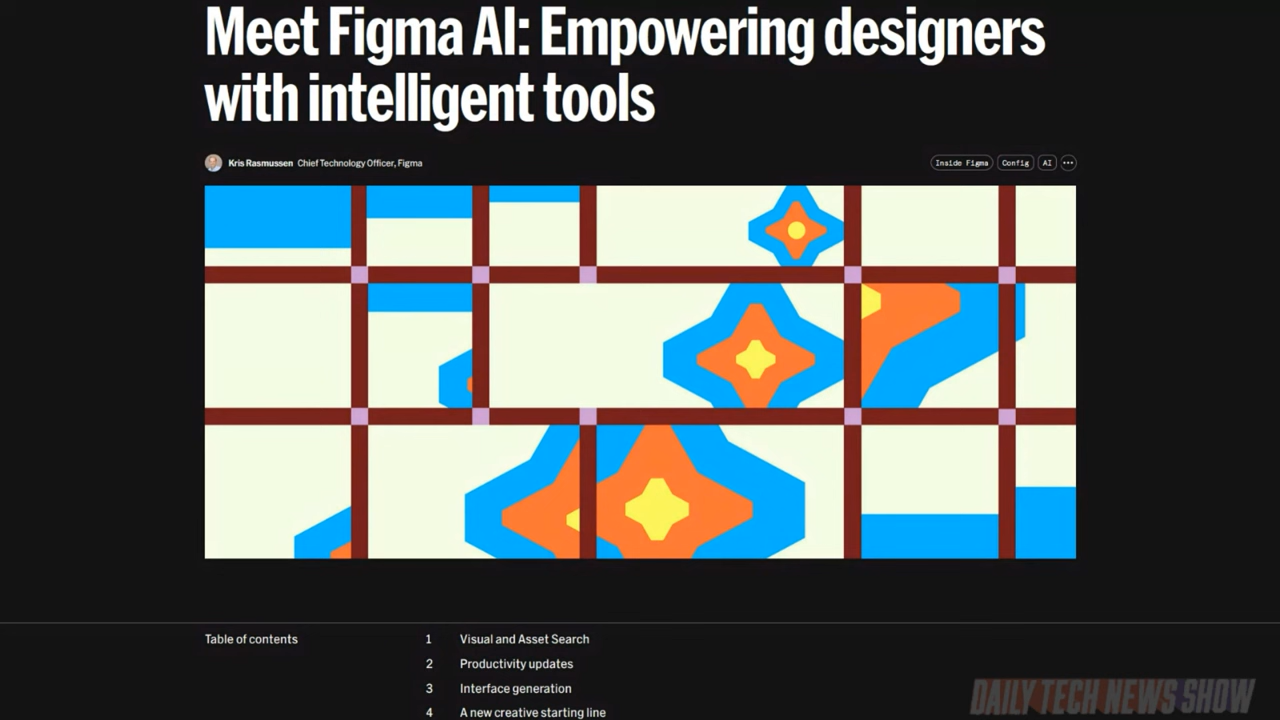 Meet Figma AI: Empowering designers
with intelligent tools
Kris Rasmussen Chief Technology Officer, Figma
Inside Figma Config AI
Table of contents
1 Visual and Asset Search
2 Productivity updates
3 Interface generation
4 A new creative starting line
DAILY TECH NEWS SHOW